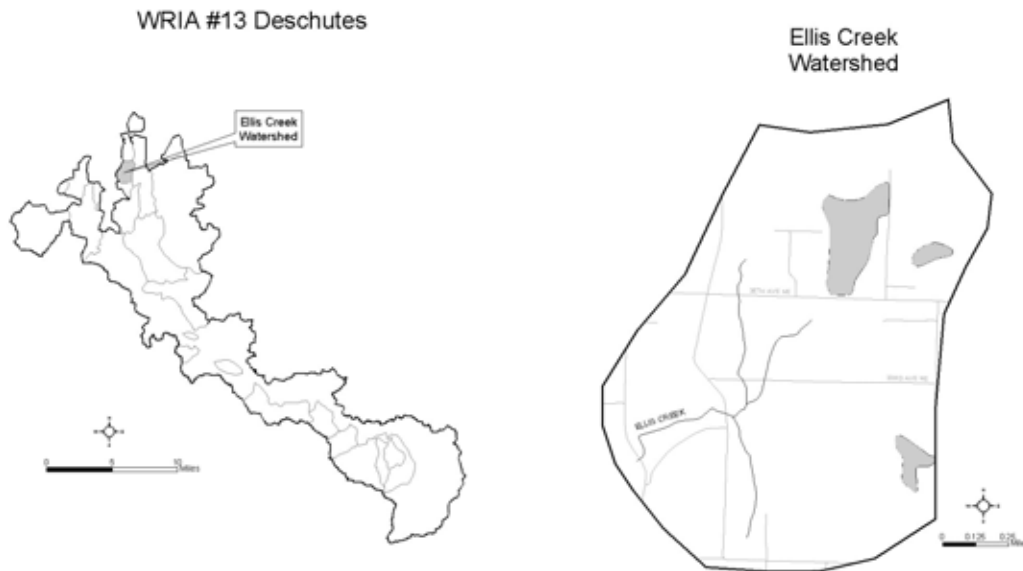 WRIA #13 Deschutes
Ellis Creek
Watershed
Ellis Creek
Watershed
ELLIS CREEK
0 5 10
Miles
0 0.125 0.25